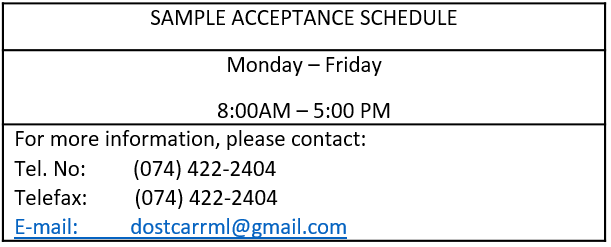 SAMPLE ACCEPTANCE SCHEDULE
Monday – Friday
8:00AM – 5:00 PM
For more information, please contact:
Tel. No: (074) 422-2404
Telefax: (074) 422-2404
E-mail: dostcarrml@gmail.com